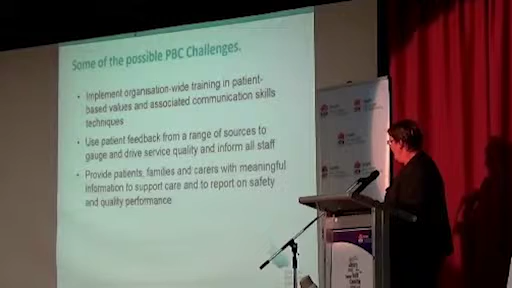 Some of the possible PBC Challenges.
• Implement organisation-wide training in patient-
based values and associated communication skills
techniques
• Use patient feedback from a range of sources to
gauge and drive service quality and inform all staff
• Provide patients, families and carers with meaningful
information to support care and to report on safety
and quality performance